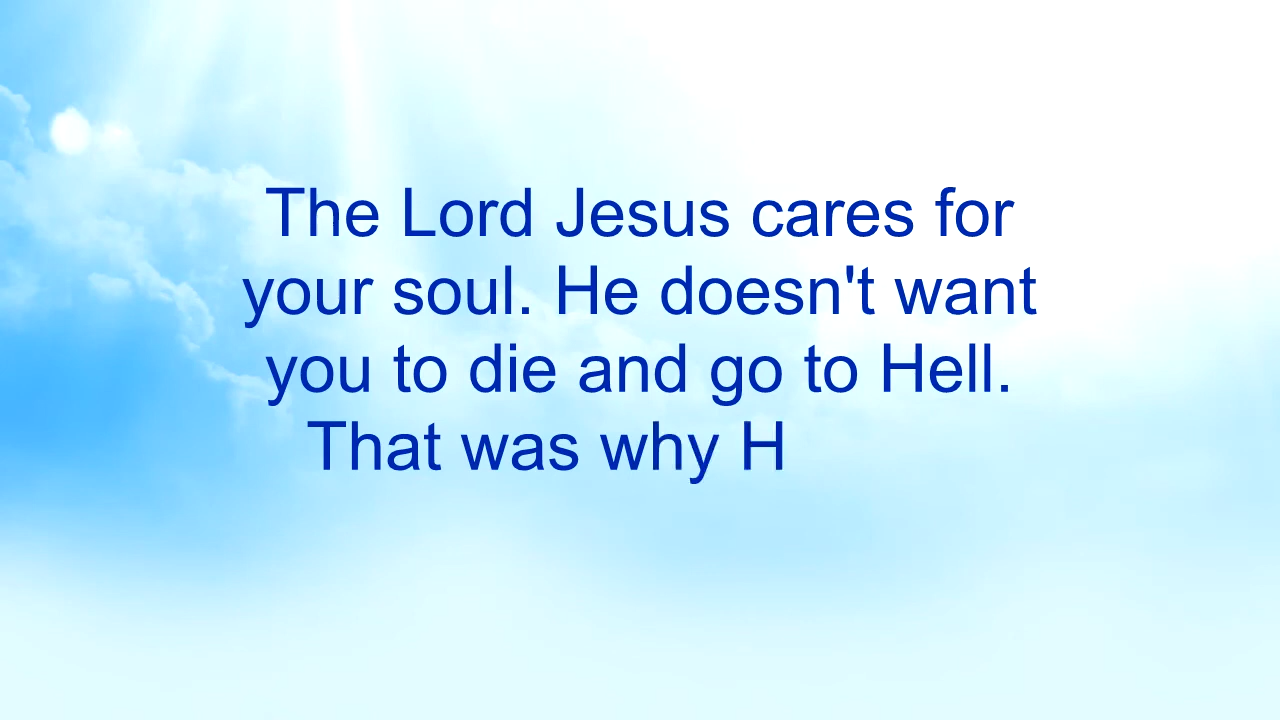 The Lord Jesus cares for
your soul. He doesn't want
you to die and go to Hell.
That was why H